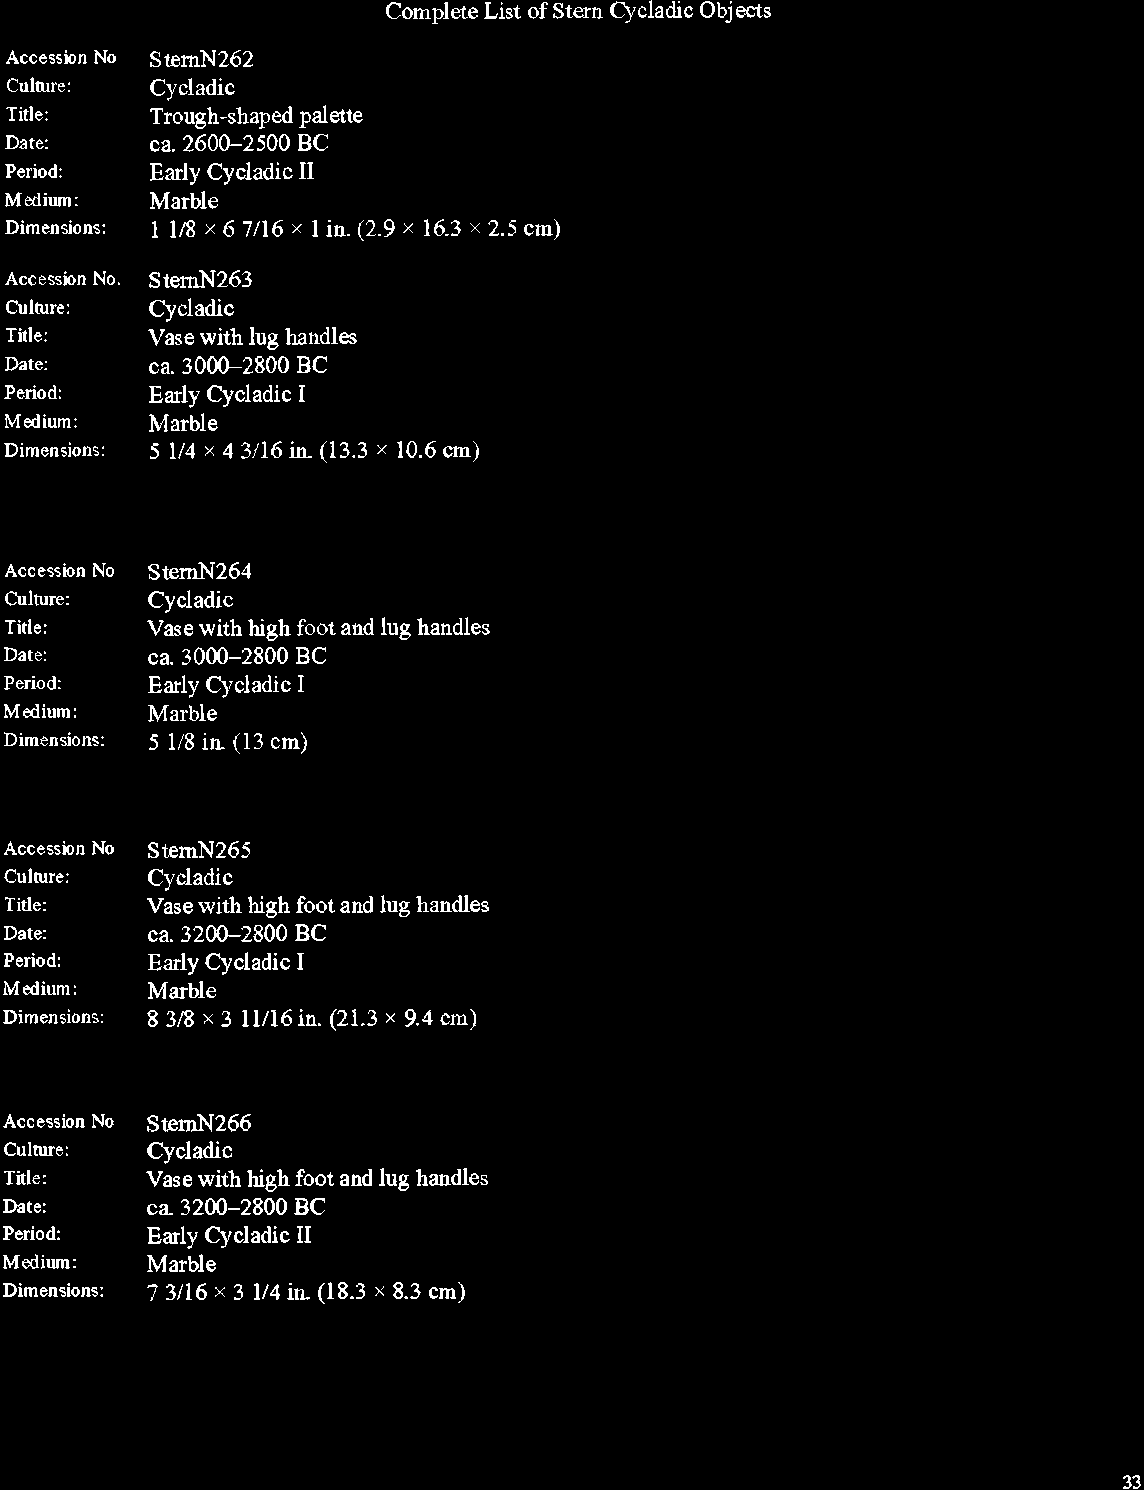 Complete List of Stern Cycladic Objects
Accession No SternN262
Culture: Cycladic
Title: Trough-shaped palette
Date: ca. 2600–2500 BC
Period: Early Cycladic II
Medium: Marble
Dimensions: 1 1/8 × 6 7/16 × 1 in. (2.9 × 16.3 × 2.5 cm)
Accession No. SternN263
Culture: Cycladic
Title: Vase with lug handles
Date: ca. 3000–2800 BC
Period: Early Cycladic I
Medium: Marble
Dimensions: 5 1/4 × 4 3/16 in. (13.3 × 10.6 cm)
Accession No SternN264
Culture: Cycladic
Title: Vase with high foot and lug handles
Date: ca. 3000–2800 BC
Period: Early Cycladic I
Medium: Marble
Dimensions: 5 1/8 in. (13 cm)
Accession No SternN265
Culture: Cycladic
Title: Vase with high foot and lug handles
Date: ca. 3200–2800 BC
Period: Early Cycladic I
Medium: Marble
Dimensions: 8 3/8 × 3 11/16 in. (21.3 × 9.4 cm)
Accession No SternN266
Culture: Cycladic
Title: Vase with high foot and lug handles
Date: ca. 3200–2800 BC
Period: Early Cycladic II
Medium: Marble
Dimensions: 7 3/16 × 3 1/4 in. (18.3 × 8.3 cm)
33